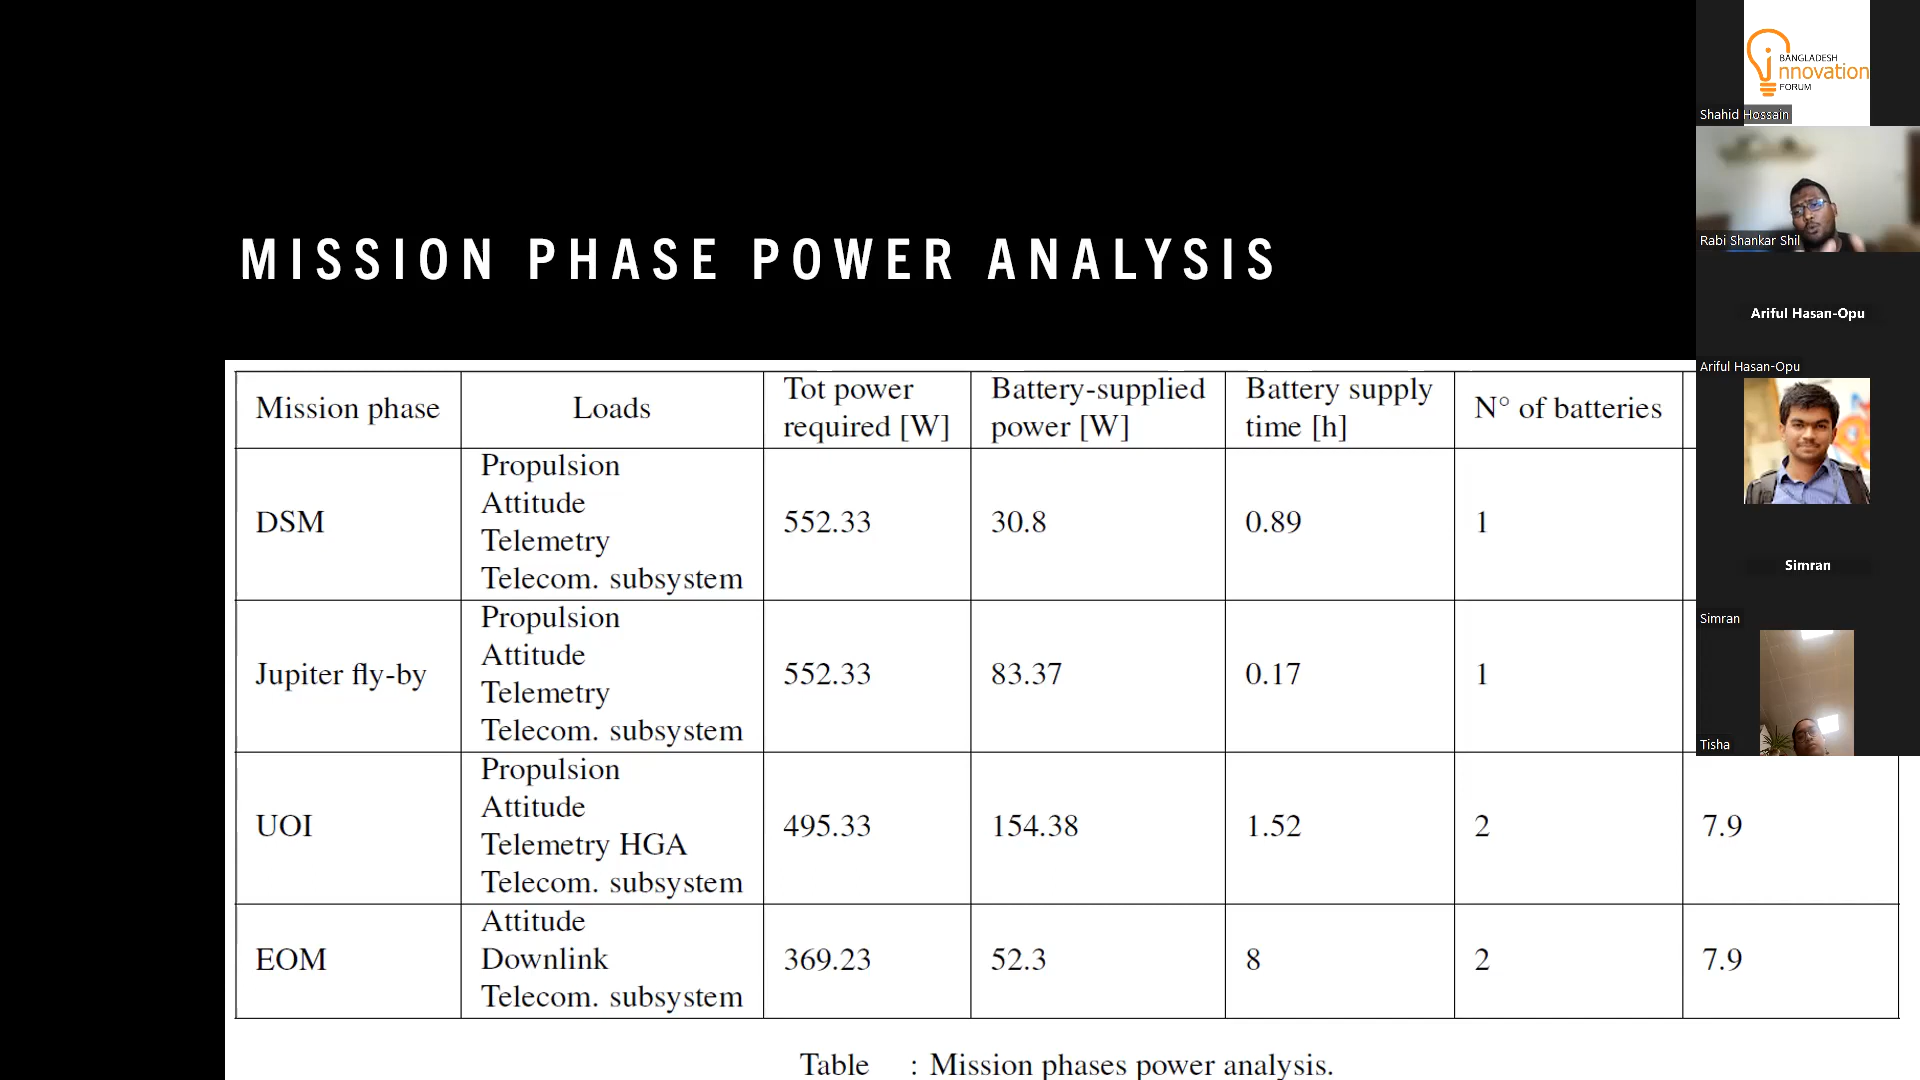 MISSION PHASE POWER ANALYSIS
Mission phase
Loads
Tot power
required [W]
Battery-supplied
power [W]
Battery supply
time [h]
N° of batteries
DSM
Propulsion
Attitude
Telemetry
Telecom. subsystem
552.33
30.8
0.89
1
Jupiter fly-by
Propulsion
Attitude
Telemetry
Telecom. subsystem
552.33
83.37
0.17
1
UOI
Propulsion
Attitude
Telemetry HGA
Telecom. subsystem
495.33
154.38
1.52
2
7.9
EOM
Attitude
Downlink
Telecom. subsystem
369.23
52.3
8
2
7.9
Table : Mission phases power analysis.
BANGLADESH
innovation
FORUM
Shahid Hossain
Rabi Shankar Shil
Ariful Hasan-Opu
Ariful Hasan-Opu
Simran
Simran
Tisha